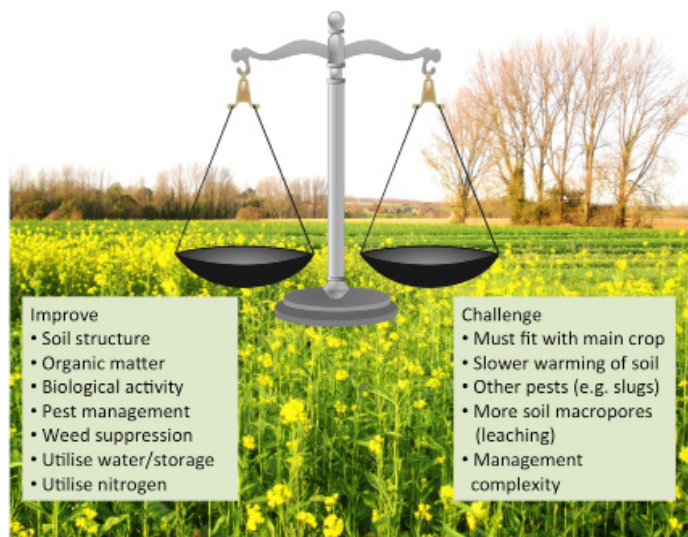 Improve
• Soil structure
• Organic matter
• Biological activity
• Pest management
• Weed suppression
• Utilise water/storage
• Utilise nitrogen
Challenge
• Must fit with main crop
• Slower warming of soil
• Other pests (e.g. slugs)
• More soil macropores
(leaching)
• Management
complexity